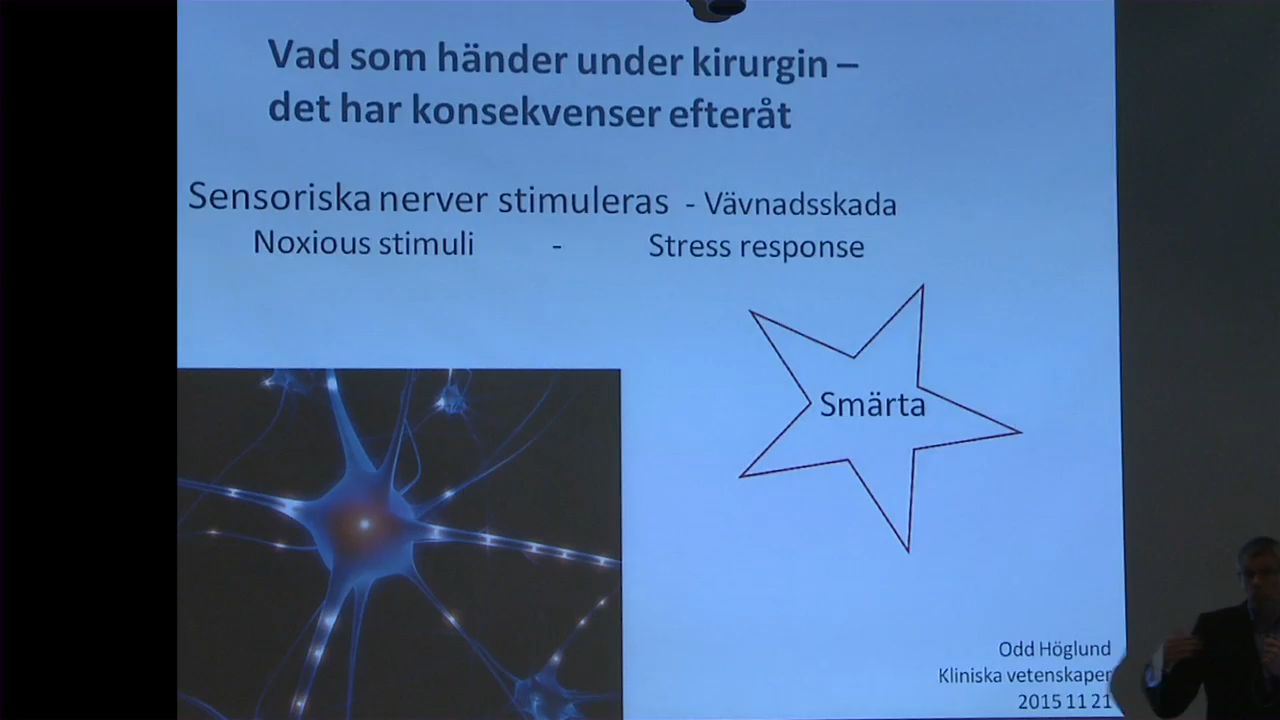 Vad som händer under kirurgin –
det har konsekvenser efteråt
Sensoriska nerver stimuleras - Vävnadsskada
Noxious stimuli - Stress response
Smärta
Odd Höglund
Kliniska vetenskaper
2015 11 21